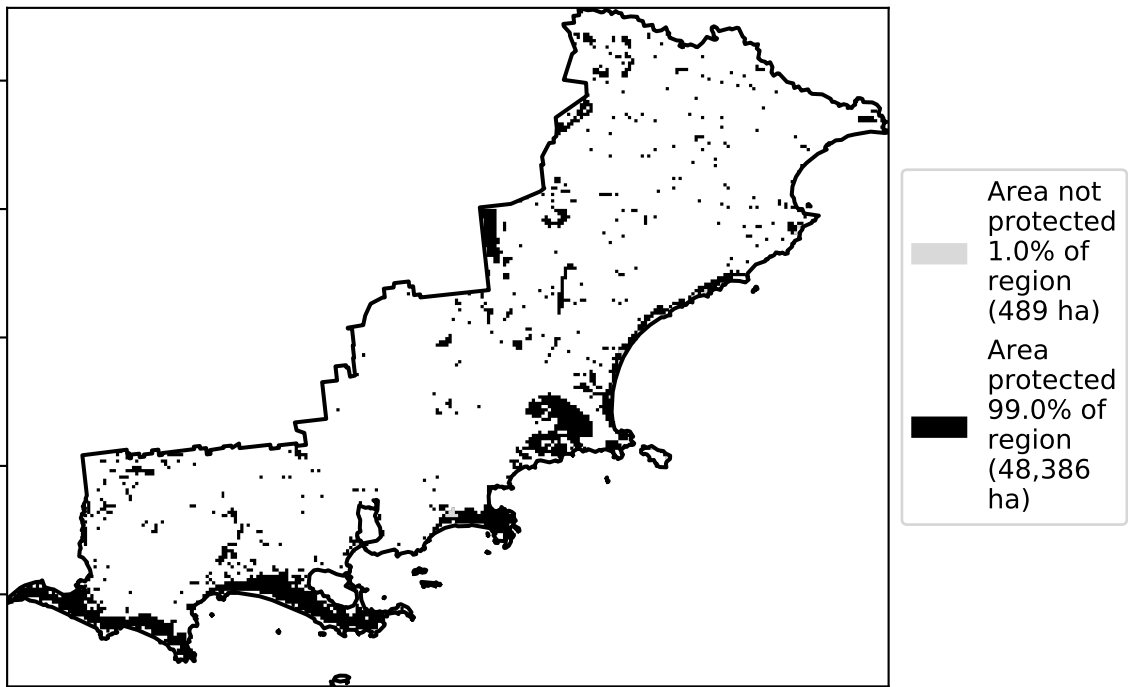 Area not
protected
1.0% of
region
(489 ha)
Area
protected
99.0% of
region
(48,386
ha)